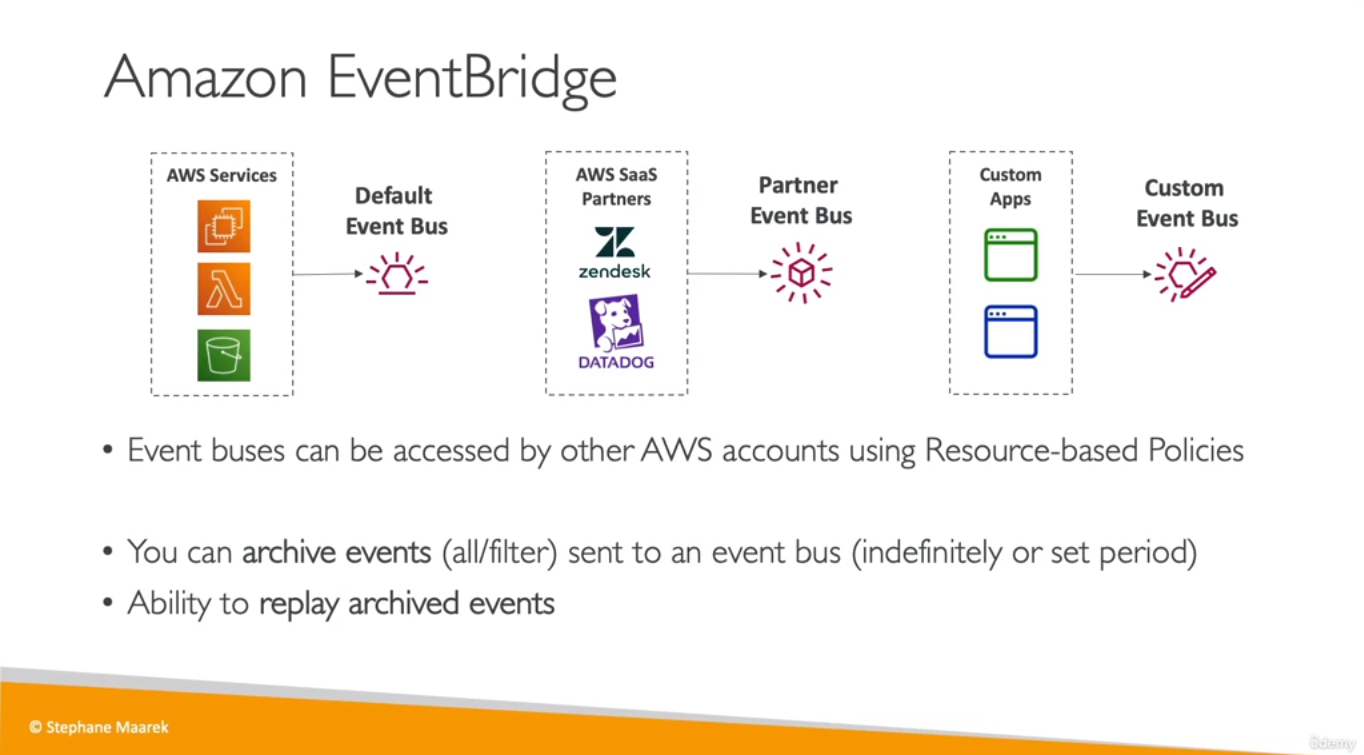 Amazon EventBridge
AWS Services
Default
Event Bus
AWS SaaS
Partners
zendesk
DATADOG
Partner
Event Bus
Custom
Apps
Custom
Event Bus
• Event buses can be accessed by other AWS accounts using Resource-based Policies
• You can archive events (all/filter) sent to an event bus (indefinitely or set period)
• Ability to replay archived events
© Stephane Maarek
ûdemy